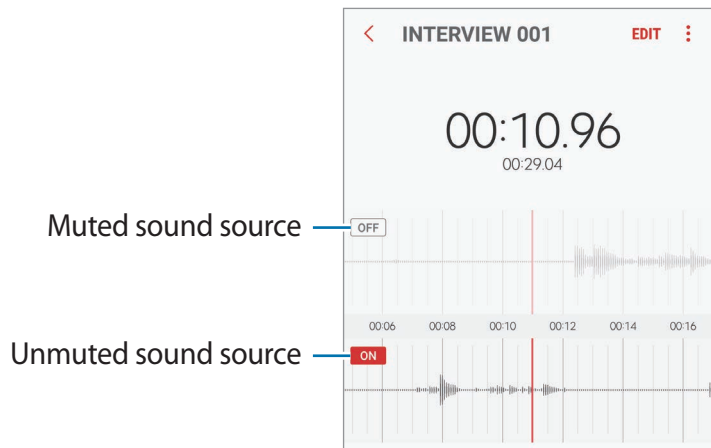 INTERVIEW 001 EDIT
00:10.96
00:29.04
Muted sound source OFF
00:06 00:08 00:10 00:12 00:14 00:16
Unmuted sound source ON